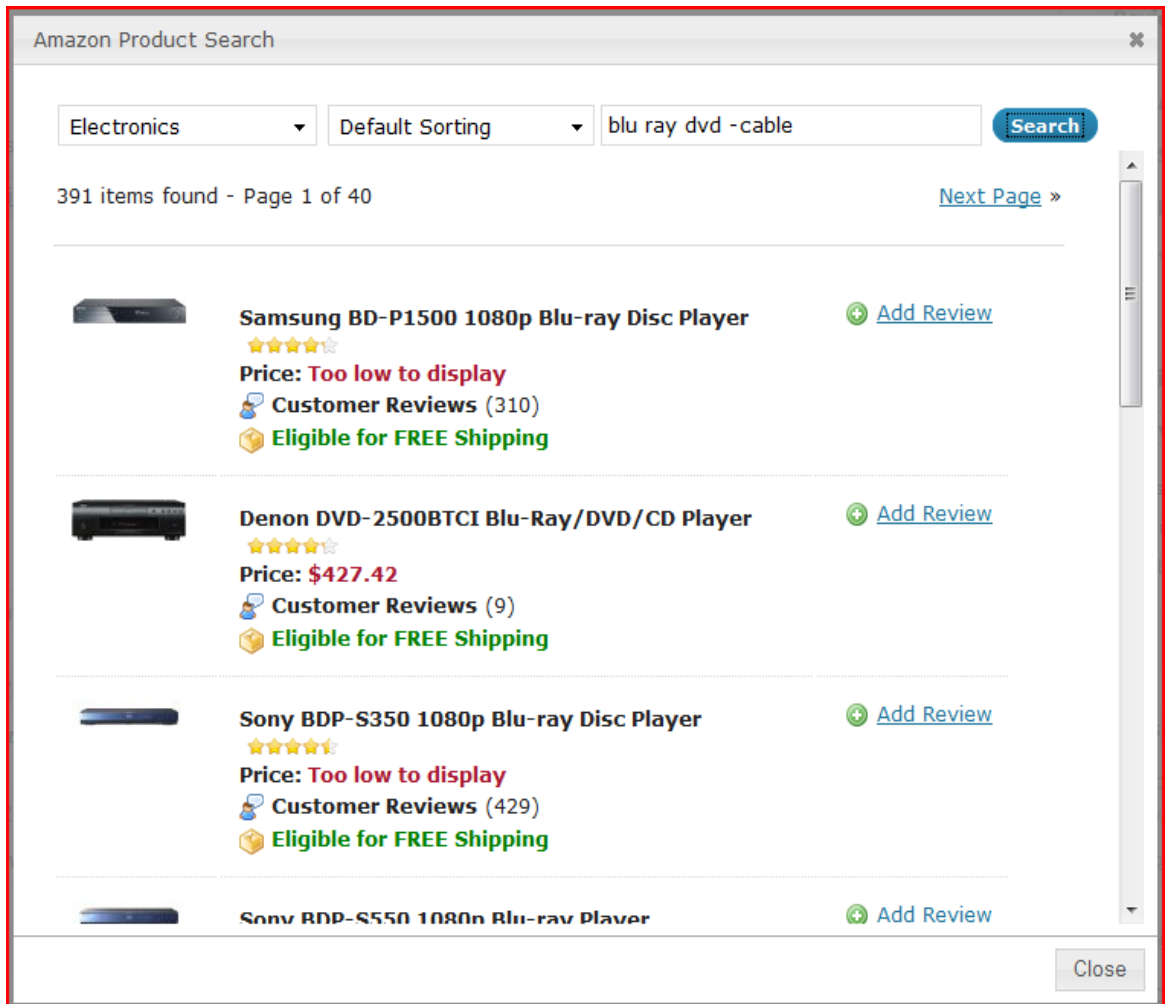 Amazon Product Search
Electronics Default Sorting blu ray dvd -cable Search
391 items found - Page 1 of 40 Next Page »
Samsung BD-P1500 1080p Blu-ray Disc Player Add Review
Price: Too low to display
Customer Reviews (310)
Eligible for FREE Shipping
Denon DVD-2500BTCI Blu-Ray/DVD/CD Player Add Review
Price: $427.42
Customer Reviews (9)
Eligible for FREE Shipping
Sony BDP-S350 1080p Blu-ray Disc Player Add Review
Price: Too low to display
Customer Reviews (429)
Eligible for FREE Shipping
Sony BDP-S550 1080p Blu-ray Player Add Review
Close